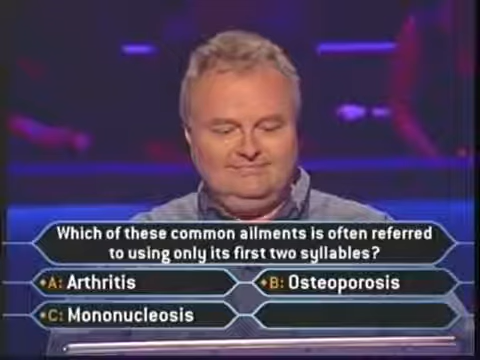 Which of these common ailments is often referred
to using only its first two syllables?
A: Arthritis
B: Osteoporosis
C: Mononucleosis